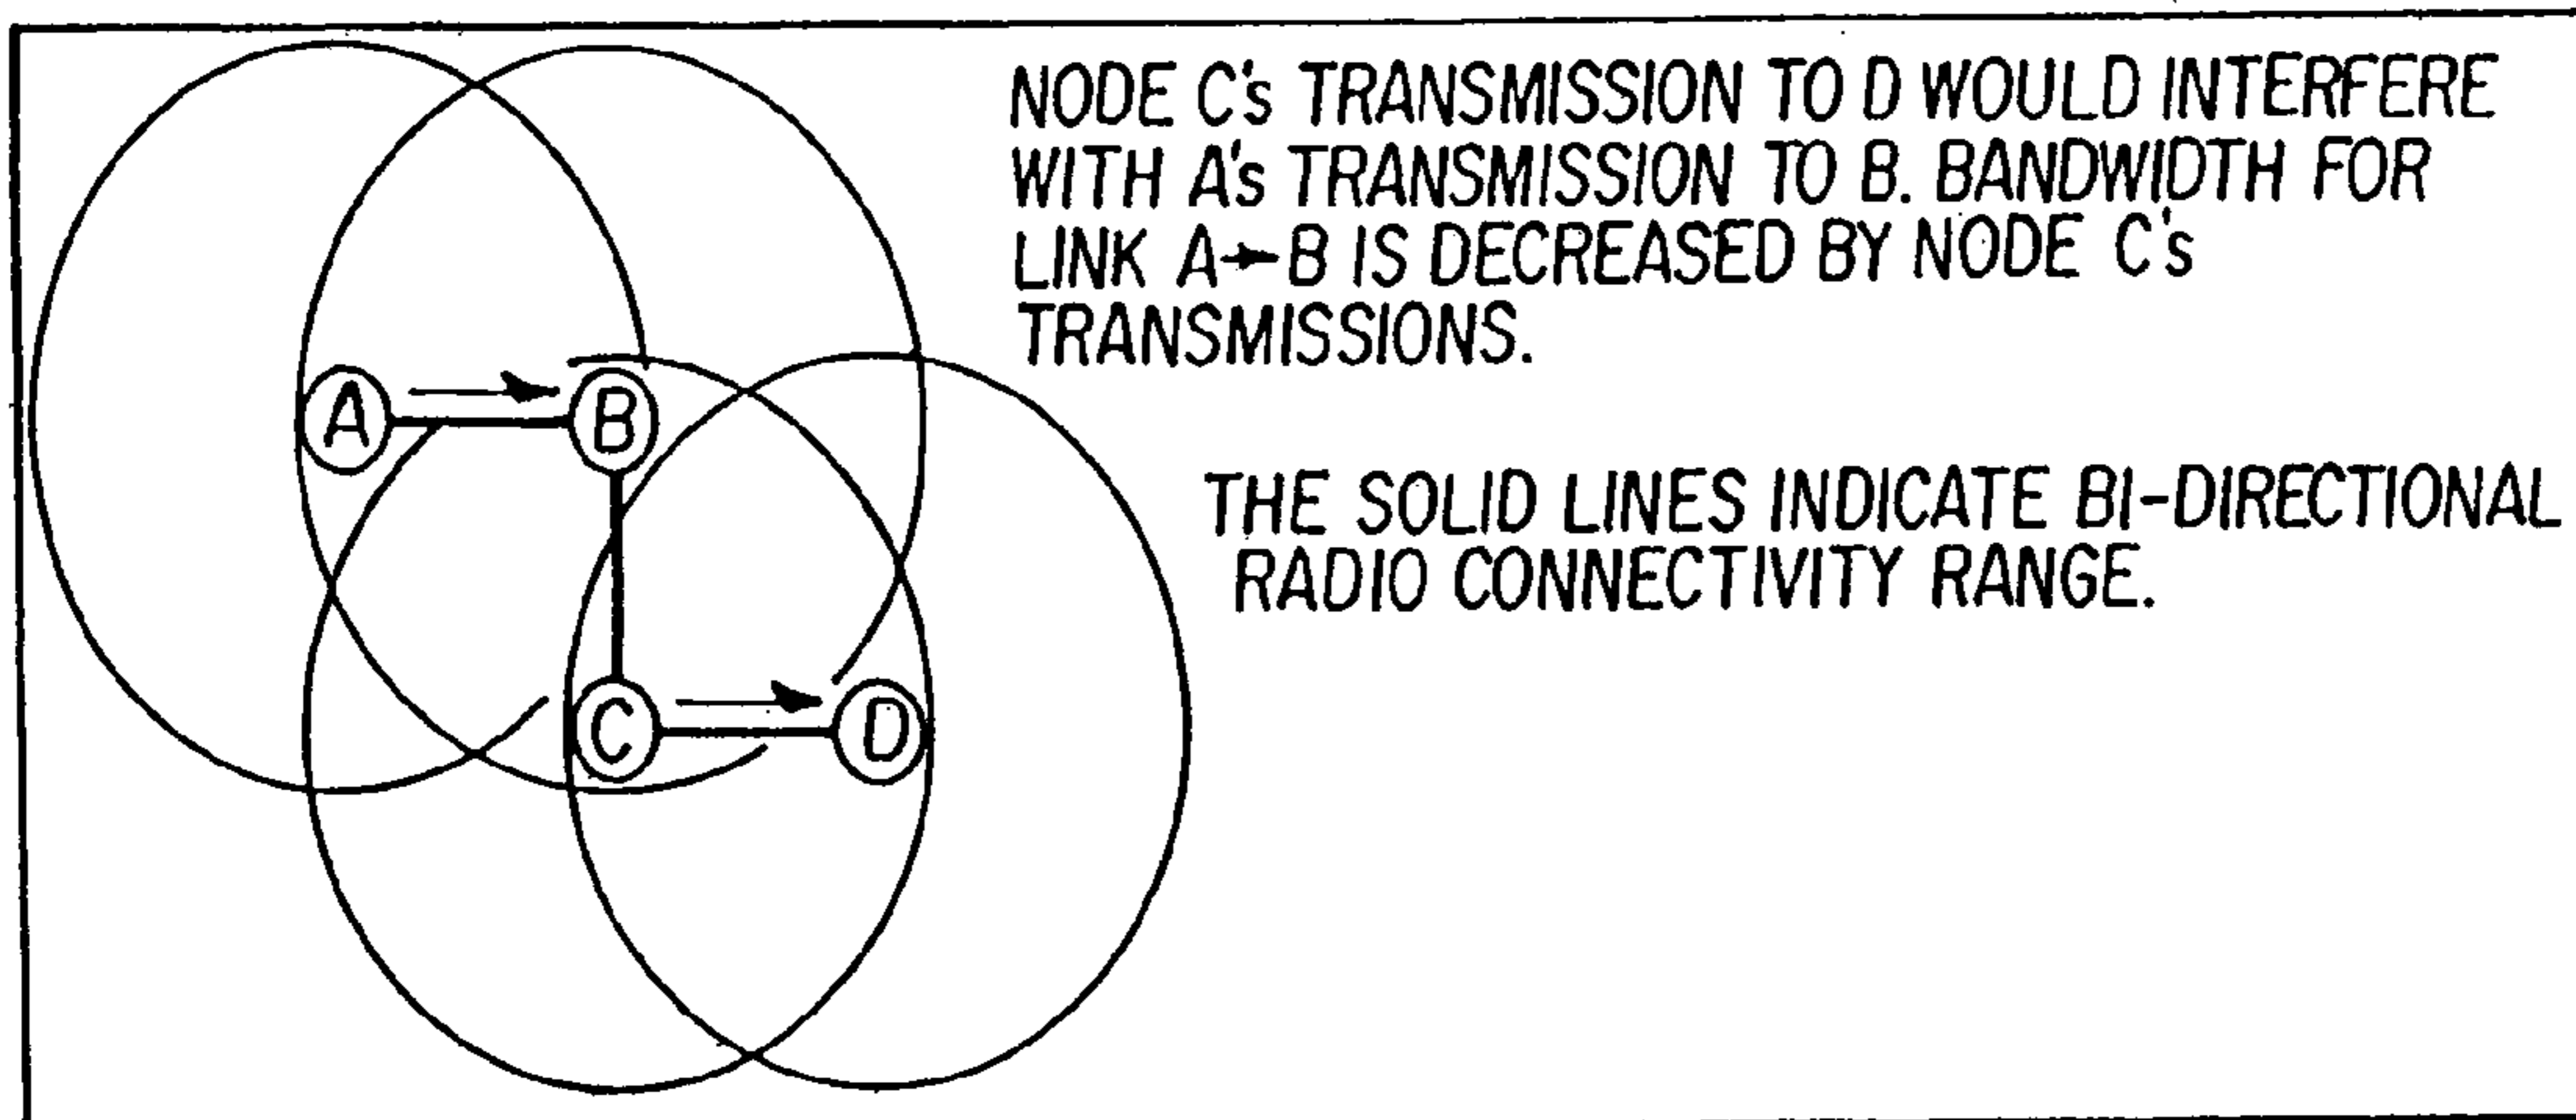 NODE C's TRANSMISSION TO D WOULD INTERFERE
WITH A's TRANSMISSION TO B. BANDWIDTH FOR
LINK A→B IS DECREASED BY NODE C's
TRANSMISSIONS.
A
B
THE SOLID LINES INDICATE BI-DIRECTIONAL
RADIO CONNECTIVITY RANGE.
C
D